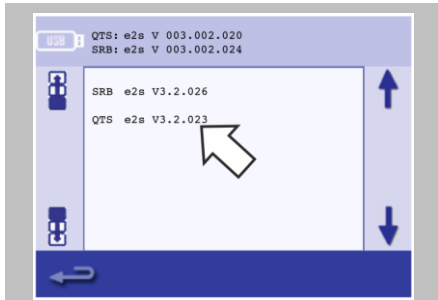 USB
QTS: e2s V 003.002.020
SRB: e2s V 003.002.024
SRB e2s V3.2.026
QTS e2s V3.2.023